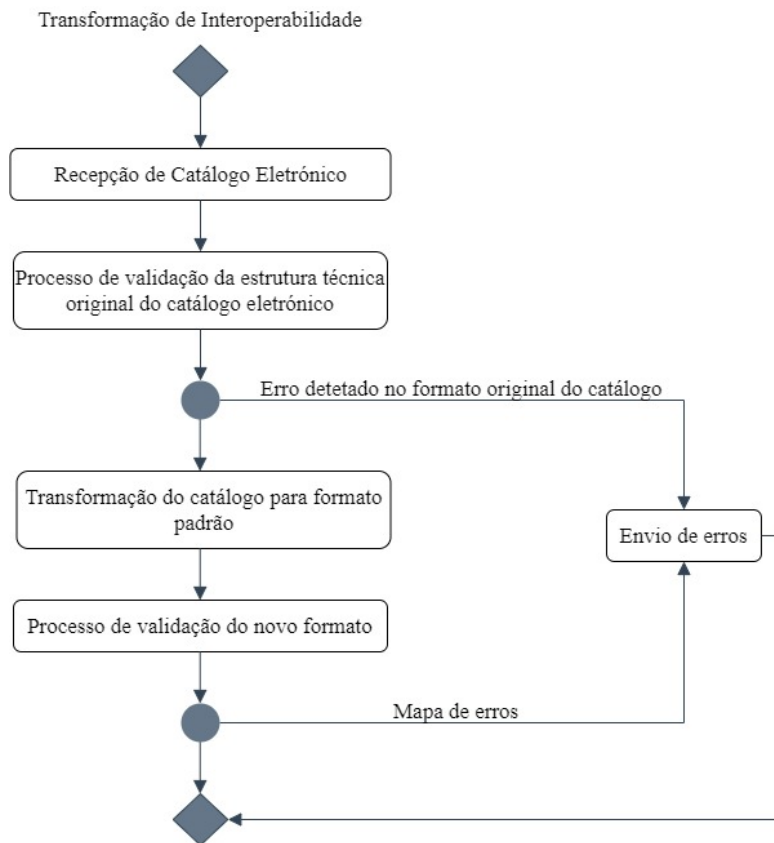 Transformação de Interoperabilidade
Recepção de Catálogo Eletrónico
Processo de validação da estrutura técnica
original do catálogo eletrónico
Erro detetado no formato original do catálogo
Transformação do catálogo para formato
padrão
Envio de erros
Processo de validação do novo formato
Mapa de erros